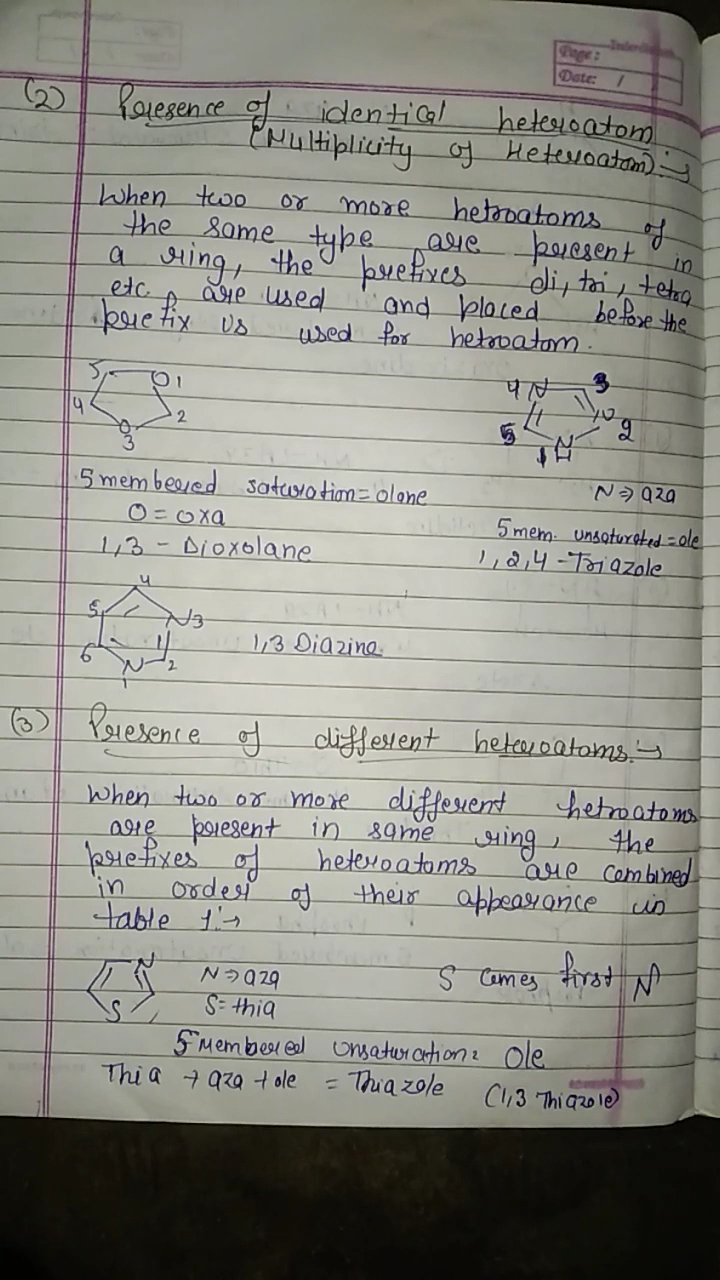 Page:
Date: /
(2) Presence of identical heteroatom
(Multiplicity of Heteroatom):→
When two or more hetroatoms of
the same type are present in
a ring, the prefixes di, tri, tetra
etc are used and placed before the
prefix is used for hetroatom.
5 O 1
4 2
O
3
4 N 3
N 2
5 N
1 H
5 membered saturation = olane
O = oxa
1,3 - Dioxolane
N ⇒ aza
5 mem. unsaturated = ole
1,2,4 - Triazole
4
5 N 3
6 N 2
1
1,3 Diazine
(3) Presence of different heteroatoms:→
When two or more different hetroatoms
are present in same ring, the
prefixes of heteroatoms are combined
in order of their appearance in
table 1:→
N
S
N ⇒ aza
S = thia
S comes first N
5 Membered Unsaturation = Ole
Thia + aza + ole = Thiazole (1,3 Thiazole)